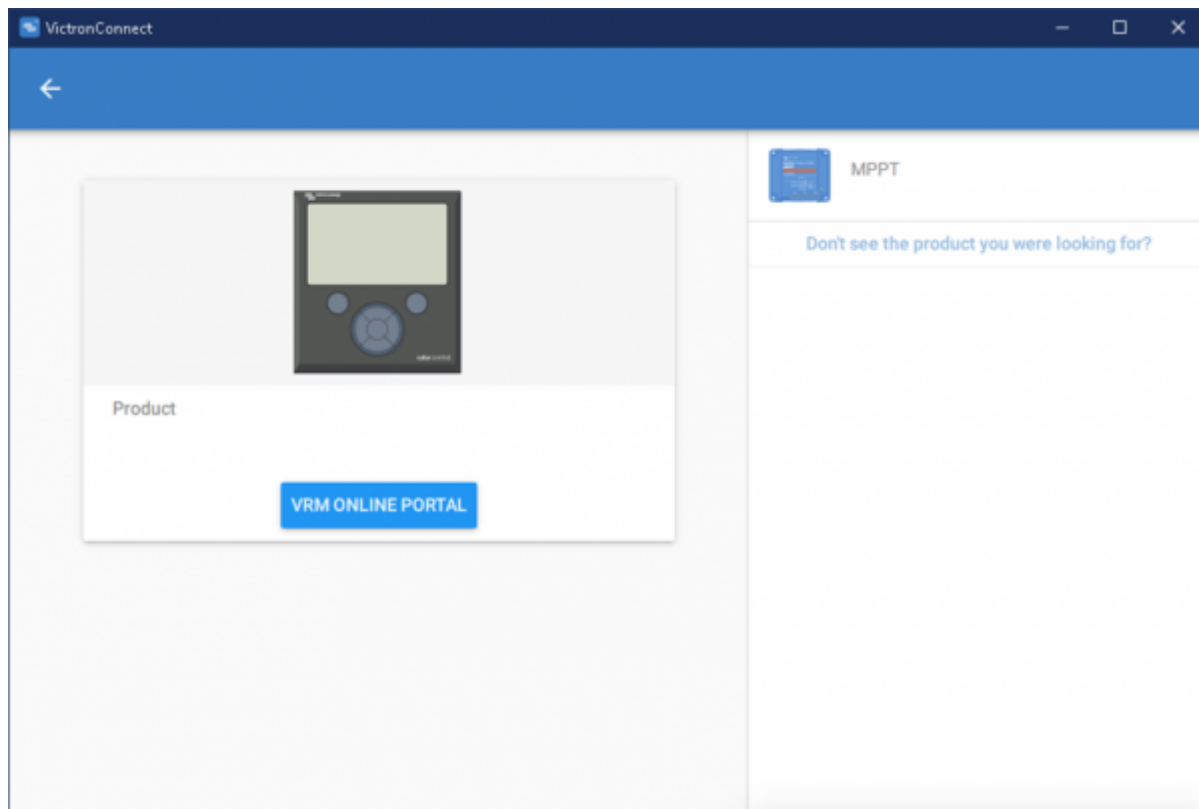 VictronConnect
Product
VRM ONLINE PORTAL
MPPT
Don't see the product you were looking for?